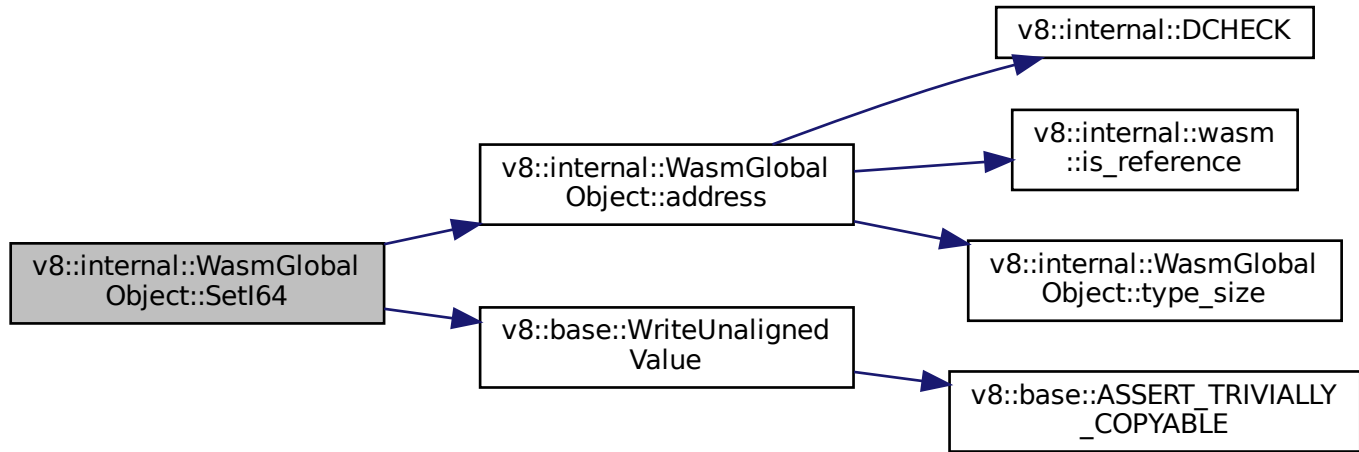 v8::internal::WasmGlobal
Object::SetI64
v8::internal::WasmGlobal
Object::address
v8::base::WriteUnaligned
Value
v8::internal::DCHECK
v8::internal::wasm
::is_reference
v8::internal::WasmGlobal
Object::type_size
v8::base::ASSERT_TRIVIALLY
_COPYABLE